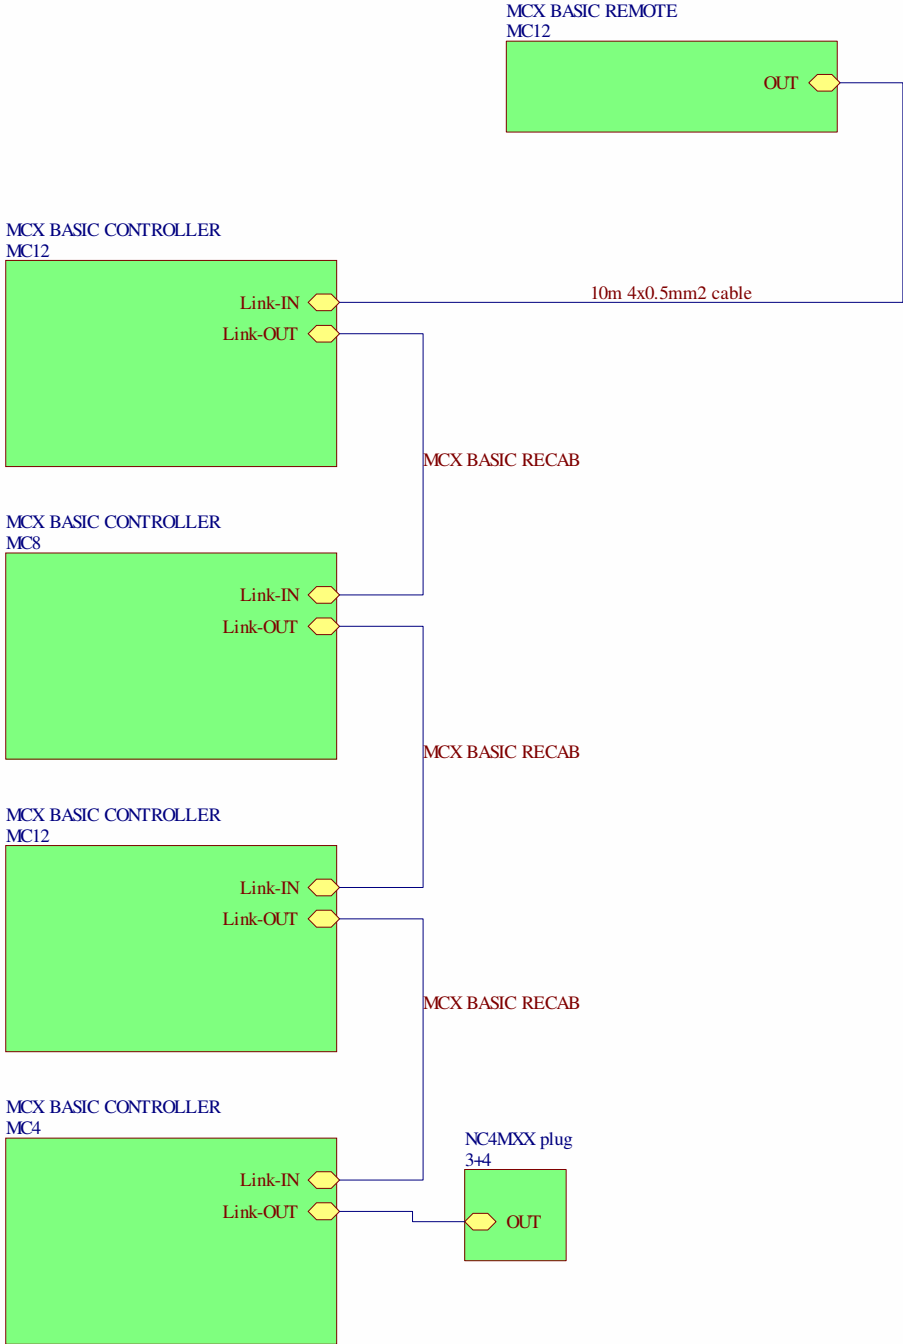 MCX BASIC REMOTE
MC12
OUT
MCX BASIC CONTROLLER
MC12
Link-IN
10m 4x0.5mm2 cable
Link-OUT
MCX BASIC RECAB
MCX BASIC CONTROLLER
MC8
Link-IN
Link-OUT
MCX BASIC RECAB
MCX BASIC CONTROLLER
MC12
Link-IN
Link-OUT
MCX BASIC RECAB
MCX BASIC CONTROLLER
MC4
NC4MXX plug
3+4
Link-IN
Link-OUT
OUT